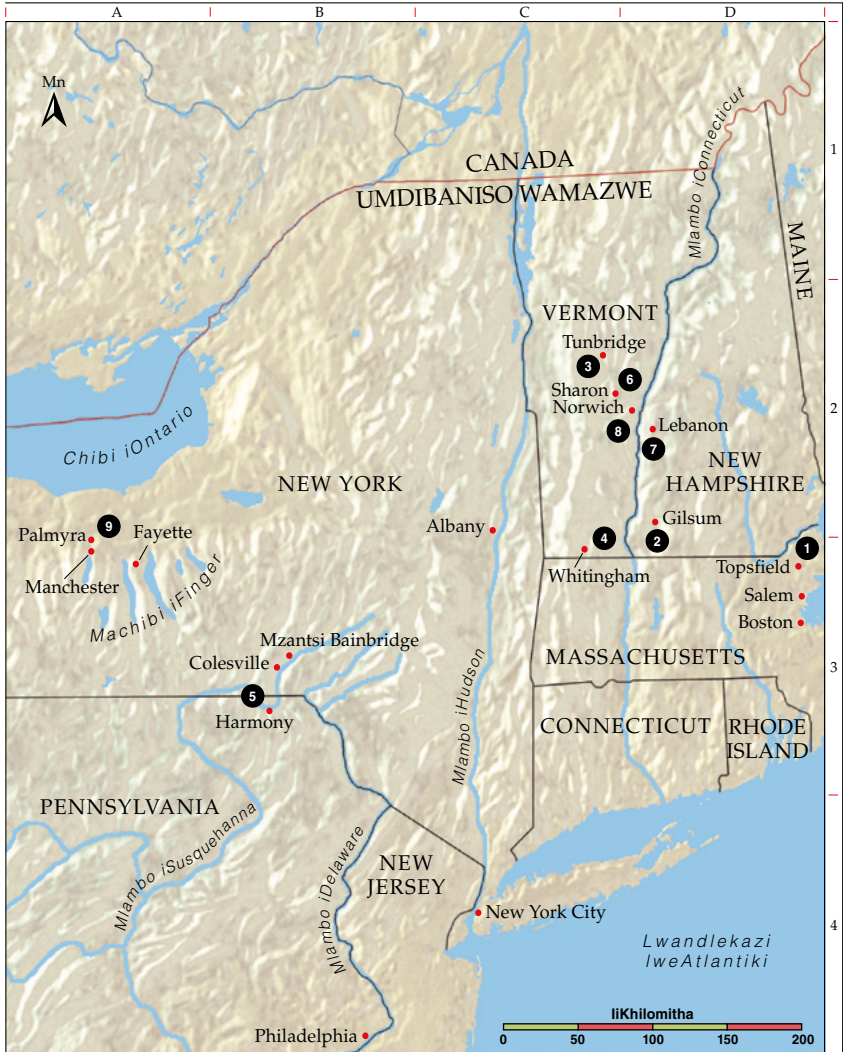 A B C D
Mn
1
CANADA
UMDIBANISO WAMAZWE
Mlambo iConnecticut
MAINE
VERMONT
Tunbridge
3
6
Sharon
Norwich
2
8
Lebanon
7
Chibi iOntario
NEW YORK
NEW
HAMPSHIRE
9
Palmyra
Fayette
Manchester
Albany
Gilsum
4
2
1
Whitingham
Topsfield
Salem
Boston
Machibi iFinger
Mzantsi Bainbridge
Colesville
MASSACHUSETTS
3
5
Harmony
Mlambo iHudson
CONNECTICUT
RHODE
ISLAND
PENNSYLVANIA
Mlambo iSusquehanna
Mlambo iDelaware
NEW
JERSEY
New York City
4
Lwandlekazi
lweAtlantiki
Philadelphia
liKhilomitha
0 50 100 200